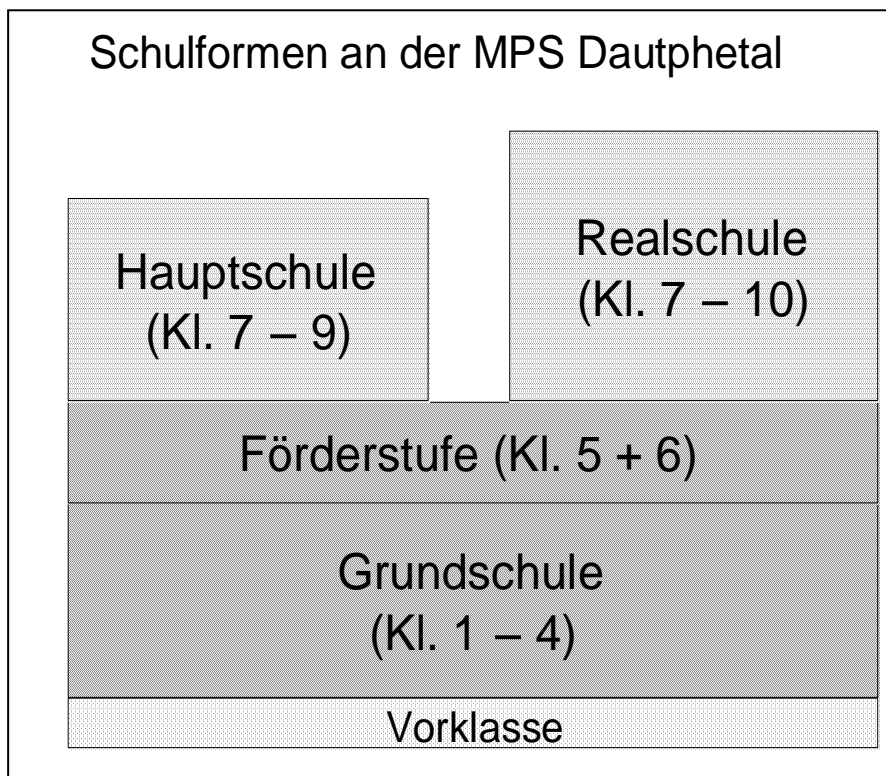 Schulformen an der MPS Dautphetal
Hauptschule
(Kl. 7 – 9)
Realschule
(Kl. 7 – 10)
Förderstufe (Kl. 5 + 6)
Grundschule
(Kl. 1 – 4)
Vorklasse